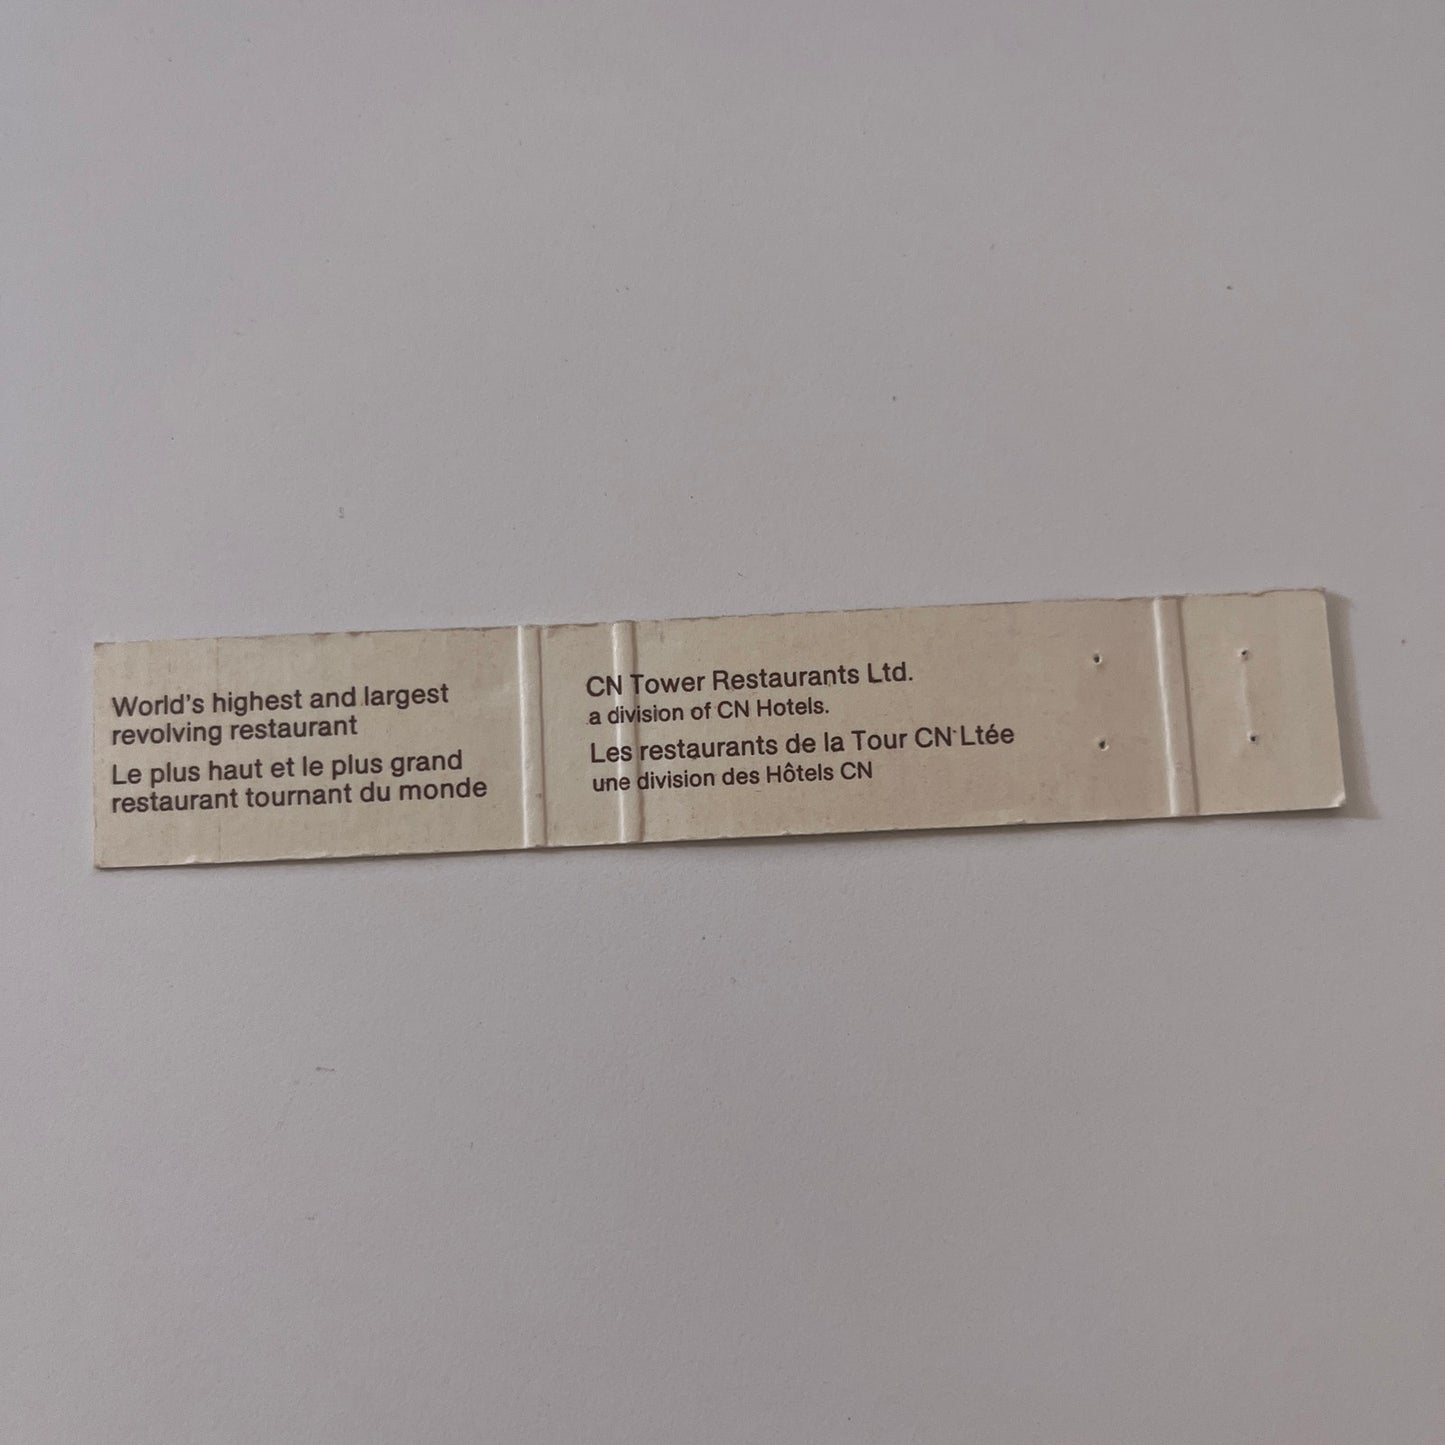 World's highest and largest
revolving restaurant
Le plus haut et le plus grand
restaurant tournant du monde
CN Tower Restaurants Ltd.
a division of CN Hotels.
Les restaurants de la Tour CN Ltée
une division des Hôtels CN